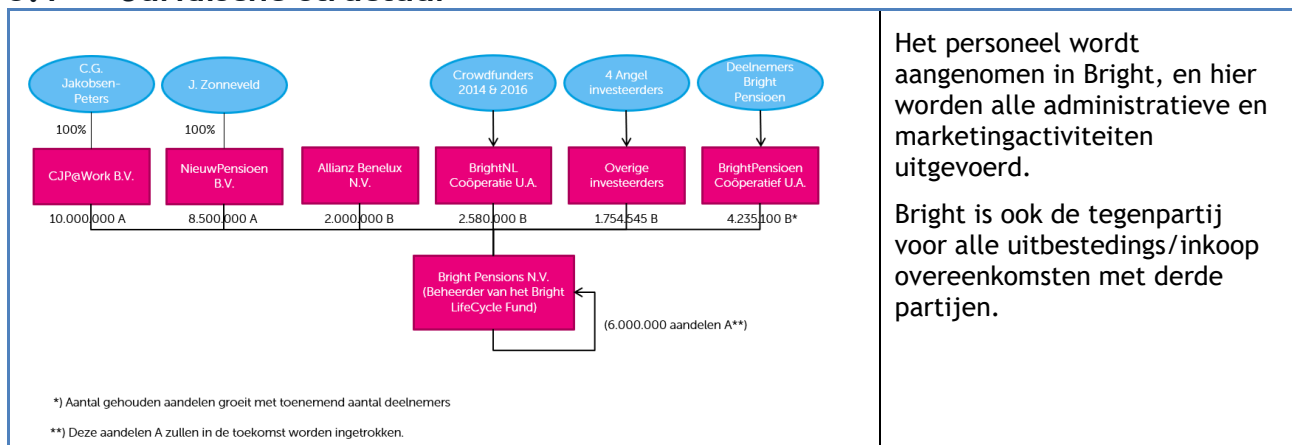 C.G.
Jakobsen-
Peters
J. Zonneveld
Crowdfunders
2014 & 2016
4 Angel
investeerders
Deelnemers
Bright
Pensioen
100%
100%
CJP@Work B.V.
NieuwPensioen
B.V.
Allianz Benelux
N.V.
BrightNL
Coöperatie U.A.
Overige
investeerders
BrightPensioen
Coöperatief U.A.
10.000.000 A
8.500.000 A
2.000.000 B
2.580.000 B
1.754.545 B
4.235.100 B*
Bright Pensions N.V.
(Beheerder van het Bright
LifeCycle Fund)
(6.000.000 aandelen A**)
*) Aantal gehouden aandelen groeit met toenemend aantal deelnemers
**) Deze aandelen A zullen in de toekomst worden ingetrokken.
Het personeel wordt
aangenomen in Bright, en hier
worden alle administratieve en
marketingactiviteiten
uitgevoerd.
Bright is ook de tegenpartij
voor alle uitbestedings/inkoop
overeenkomsten met derde
partijen.